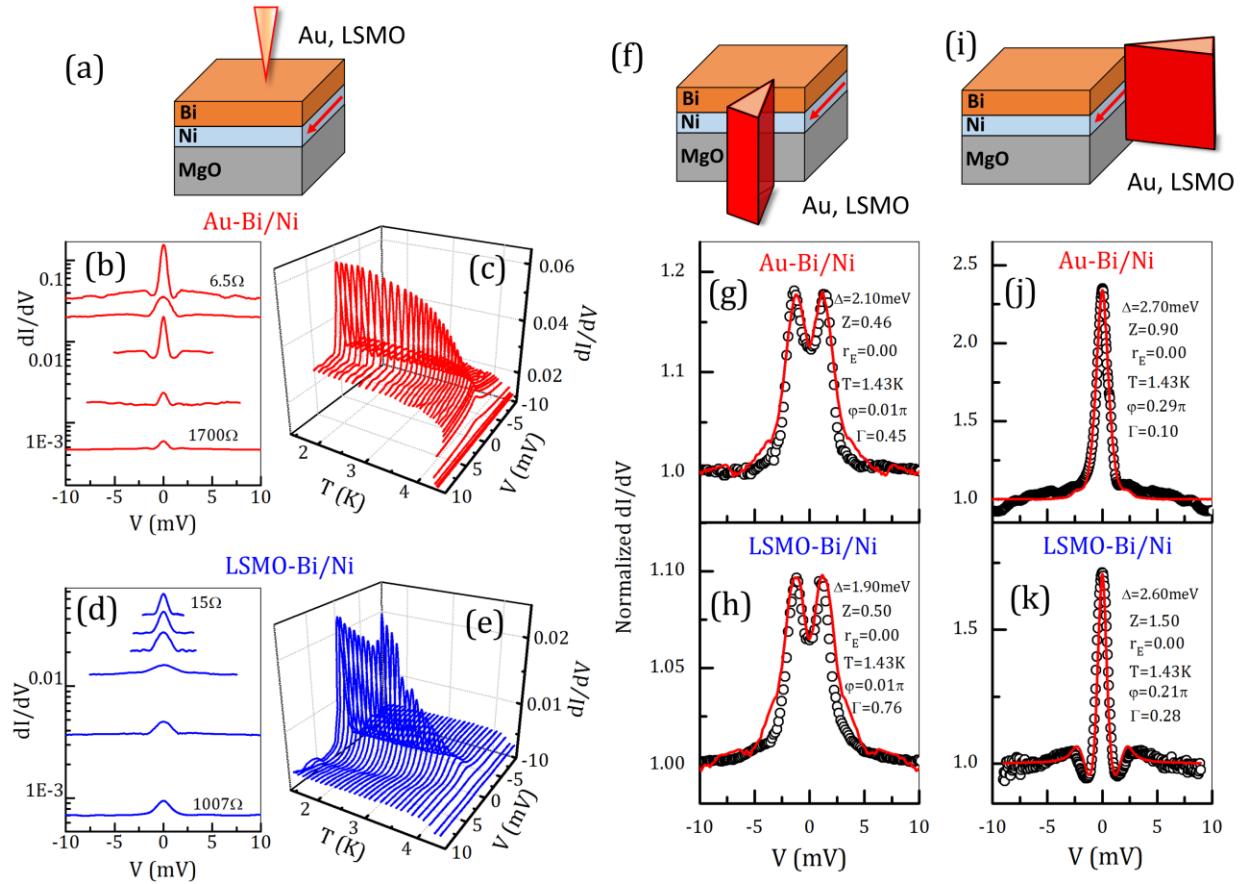 (a)
Au, LSMO
Bi
Ni
MgO
Au-Bi/Ni
(b)
6.5Ω
1700Ω
dI/dV
0.1
0.01
1E-3
-10 -5 0 5 10
V (mV)
(c)
0.06
0.04
0.02
dI/dV
2 3 4
T (K)
-10 -5 0 5 10
V (mV)
LSMO-Bi/Ni
(d)
15Ω
1007Ω
dI/dV
0.01
1E-3
-10 -5 0 5 10
V (mV)
(e)
0.02
0.01
dI/dV
2 3 4
T (K)
-10 -5 0 5 10
V (mV)
(f)
Bi
Ni
MgO
Au, LSMO
Normalized dI/dV
Au-Bi/Ni
(g)
1.2
1.1
1.0
Δ=2.10meV
Z=0.46
rE=0.00
T=1.43K
φ=0.01π
Γ=0.45
LSMO-Bi/Ni
(h)
1.10
1.05
1.00
Δ=1.90meV
Z=0.50
rE=0.00
T=1.43K
φ=0.01π
Γ=0.76
-10 -5 0 5 10
V (mV)
(i)
Bi
Ni
MgO
Au, LSMO
Au-Bi/Ni
(j)
2.5
2.0
1.5
1.0
Δ=2.70meV
Z=0.90
rE=0.00
T=1.43K
φ=0.29π
Γ=0.10
LSMO-Bi/Ni
(k)
1.5
1.0
Δ=2.60meV
Z=1.50
rE=0.00
T=1.43K
φ=0.21π
Γ=0.28
-10 -5 0 5 10
V (mV)